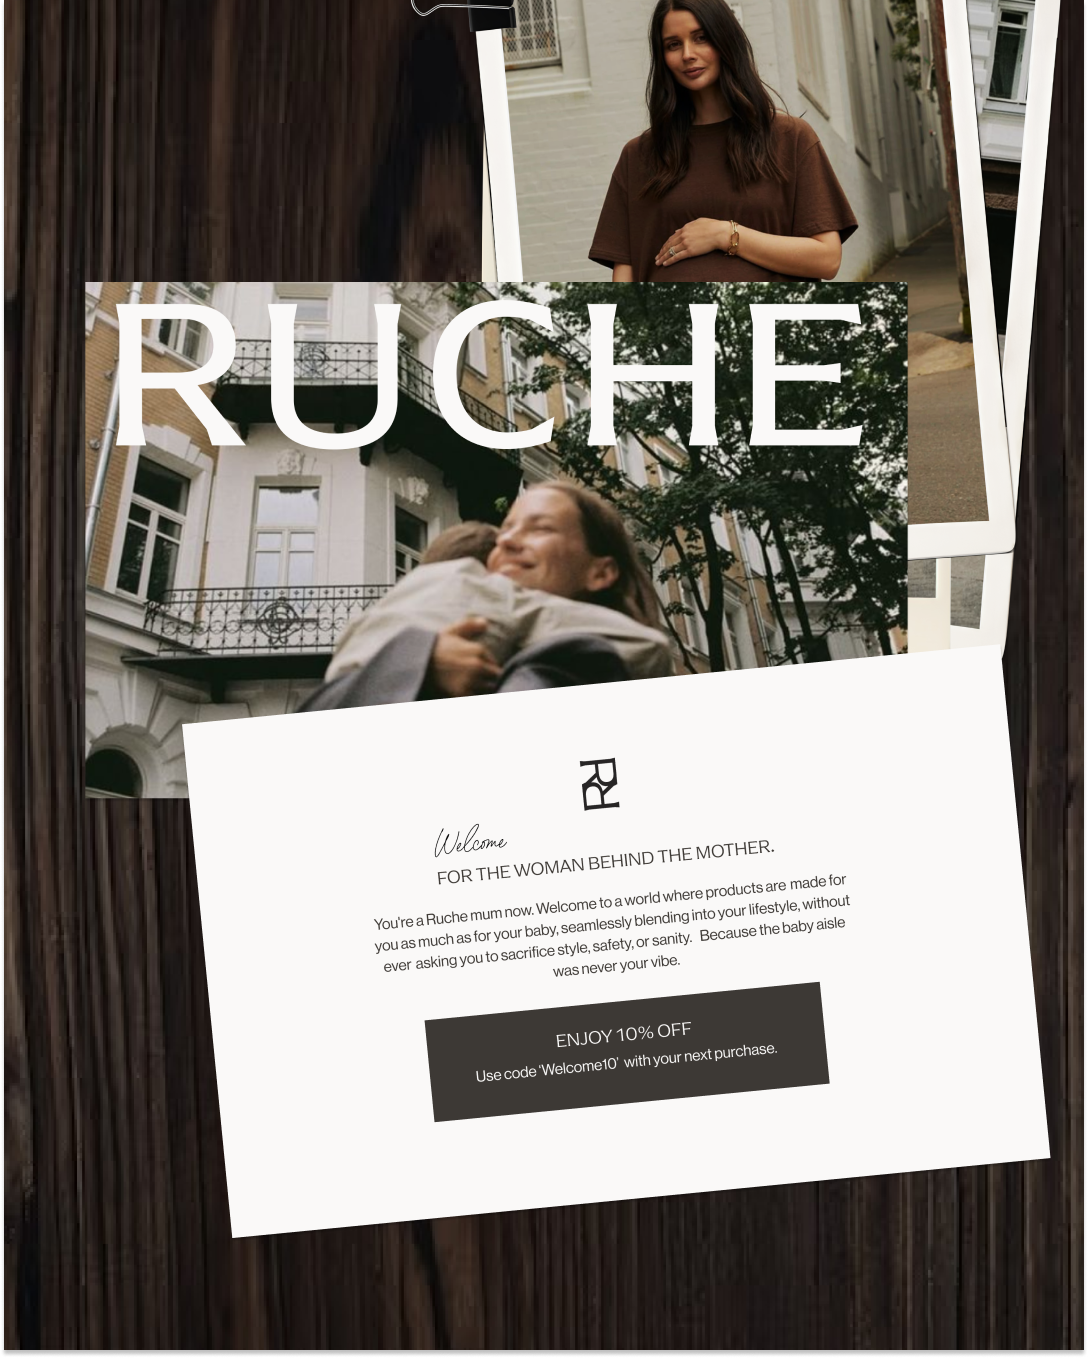 RUCHE
RR
Welcome
FOR THE WOMAN BEHIND THE MOTHER.
You're a Ruche mum now. Welcome to a world where products are made for
you as much as for your baby, seamlessly blending into your lifestyle, without
ever asking you to sacrifice style, safety, or sanity. Because the baby aisle
was never your vibe.
ENJOY 10% OFF
Use code ‘Welcome10’ with your next purchase.